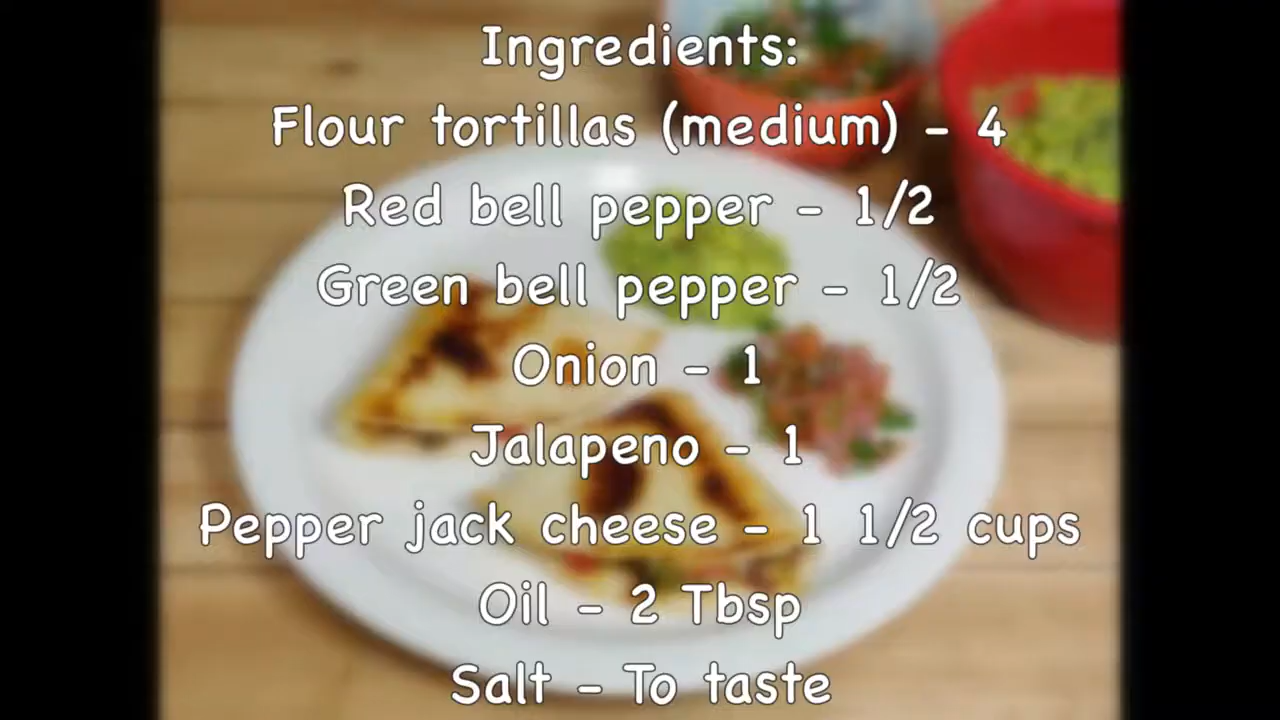 Ingredients:
Flour tortillas (medium) - 4
Red bell pepper - 1/2
Green bell pepper - 1/2
Onion - 1
Jalapeno - 1
Pepper jack cheese - 1 1/2 cups
Oil - 2 Tbsp
Salt - To taste